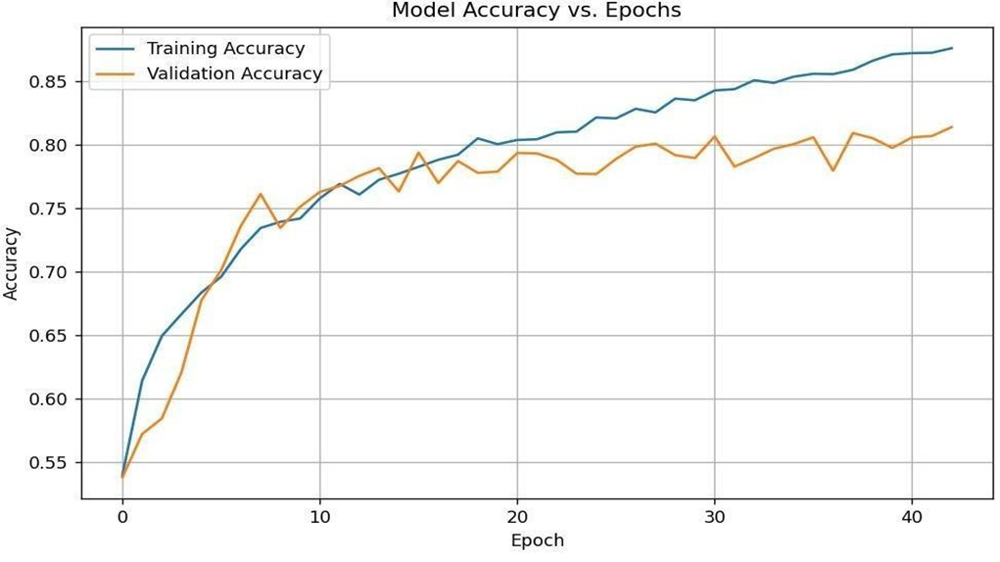 Model Accuracy vs. Epochs
Training Accuracy
Validation Accuracy
0.85
0.80
0.75
0.70
0.65
0.60
0.55
Accuracy
0 10 20 30 40
Epoch